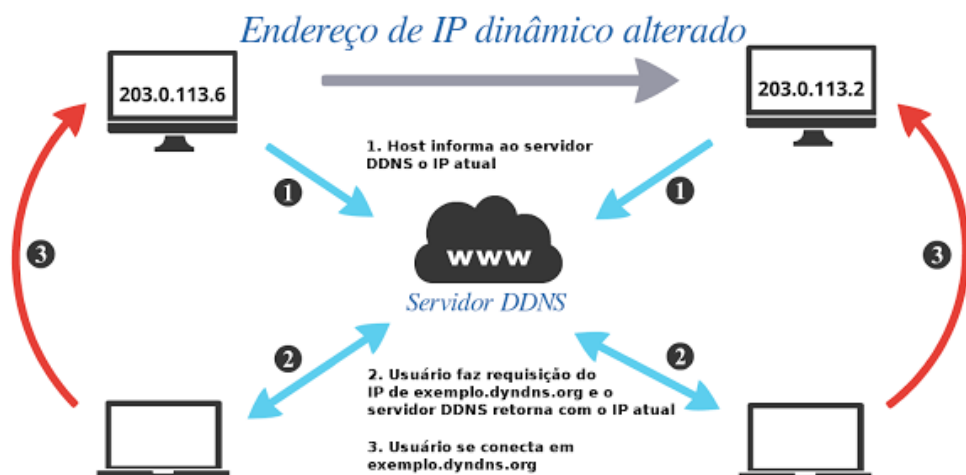 Endereço de IP dinâmico alterado
203.0.113.6
203.0.113.2
1. Host informa ao servidor
DDNS o IP atual
1
1
www
3
3
Servidor DDNS
2
2
2. Usuário faz requisição do
IP de exemplo.dyndns.org e o
servidor DDNS retorna com o IP atual
3. Usuário se conecta em
exemplo.dyndns.org